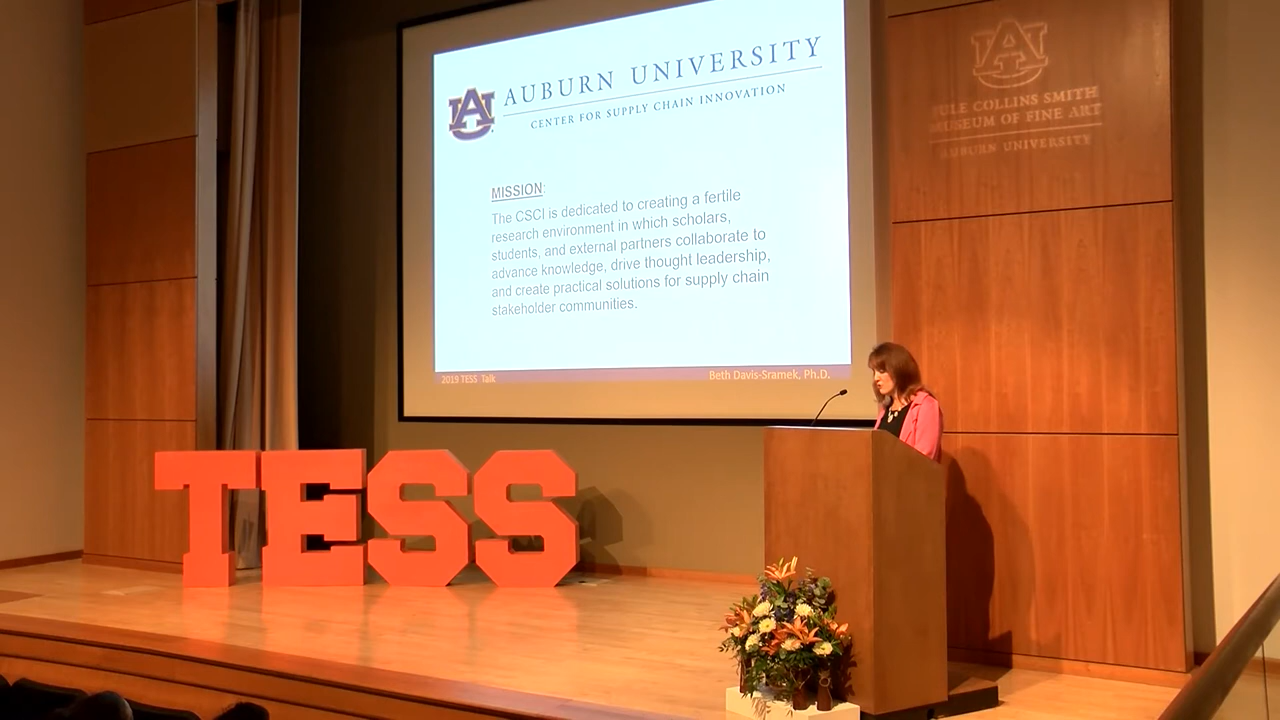 AU
AUBURN UNIVERSITY
CENTER FOR SUPPLY CHAIN INNOVATION
MISSION:
The CSCI is dedicated to creating a fertile
research environment in which scholars,
students, and external partners collaborate to
advance knowledge, drive thought leadership,
and create practical solutions for supply chain
stakeholder communities.
2019 TESS Talk
Beth Davis-Sramek, Ph.D.
AU
JULE COLLINS SMITH
MUSEUM OF FINE ART
AUBURN UNIVERSITY
TESS